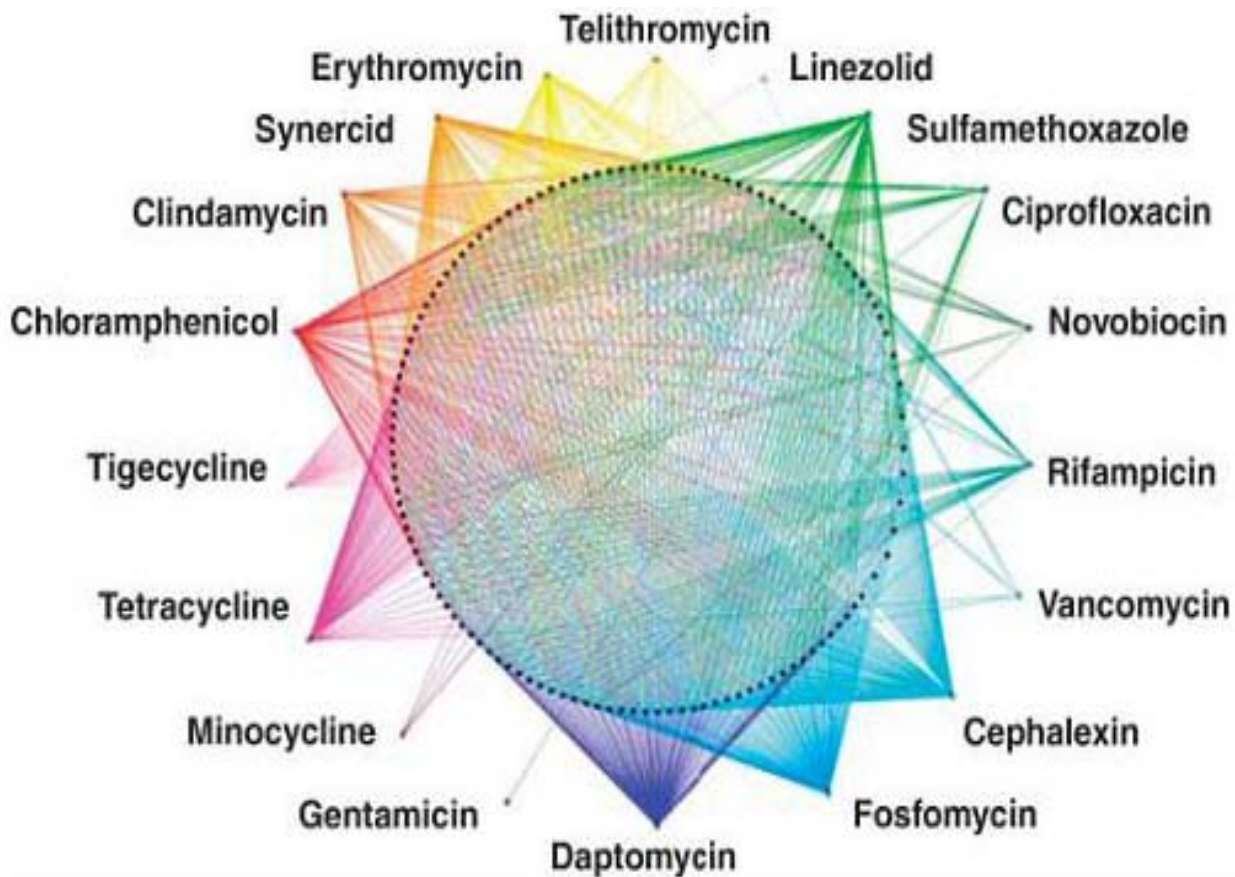 Telithromycin
Erythromycin
Linezolid
Synercid
Sulfamethoxazole
Clindamycin
Ciprofloxacin
Chloramphenicol
Novobiocin
Tigecycline
Rifampicin
Tetracycline
Vancomycin
Minocycline
Cephalexin
Gentamicin
Fosfomycin
Daptomycin